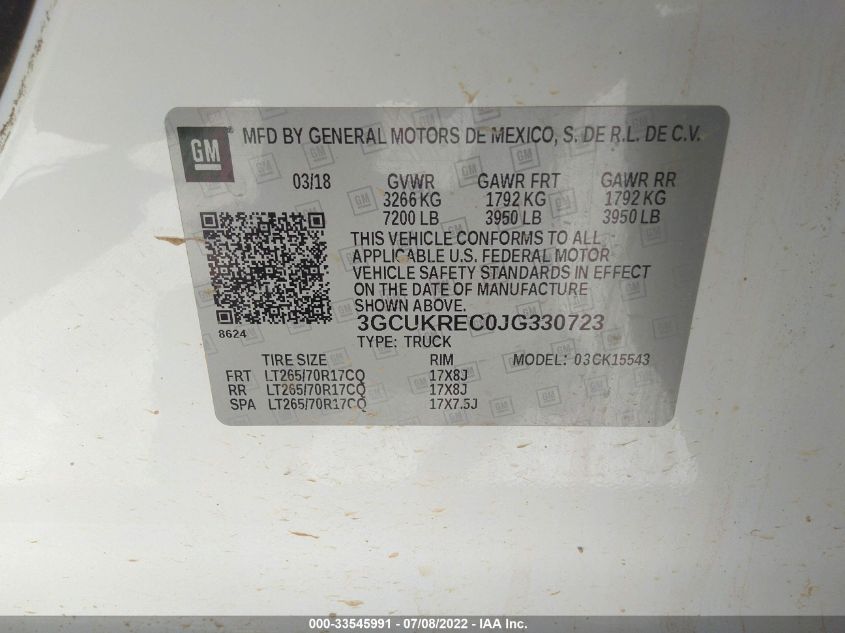 GM ® MFD BY GENERAL MOTORS DE MEXICO, S. DE R.L. DE C.V.
03/18 GVWR GAWR FRT GAWR RR
3266 KG 1792 KG 1792 KG
7200 LB 3950 LB 3950 LB
THIS VEHICLE CONFORMS TO ALL
APPLICABLE U.S. FEDERAL MOTOR
VEHICLE SAFETY STANDARDS IN EFFECT
ON THE DATE OF MANUFACTURE
SHOWN ABOVE.
8624 3GCUKREC0JG330723
TYPE: TRUCK
TIRE SIZE RIM MODEL: 03CK15543
FRT LT265/70R17CQ 17X8J
RR LT265/70R17CQ 17X8J
SPA LT265/70R17CQ 17X7.5J
000-33545991 - 07/08/2022 - IAA Inc.